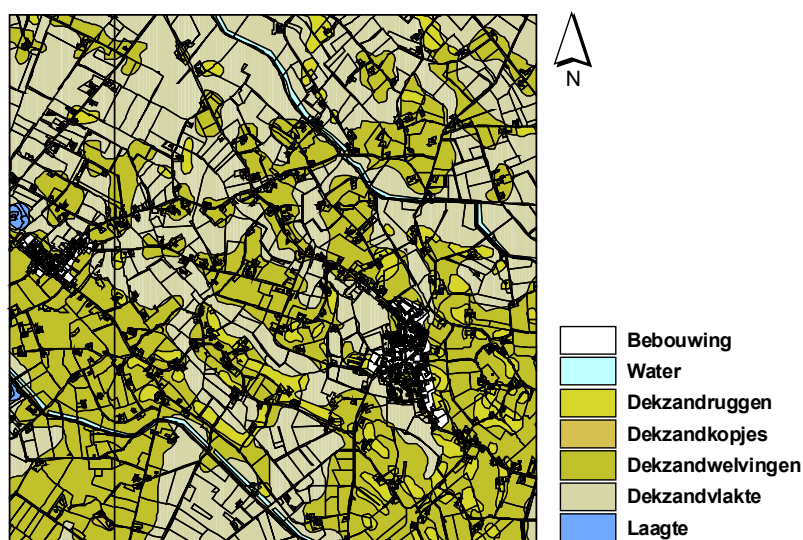 N
Bebouwing
Water
Dekzandruggen
Dekzandkopjes
Dekzandwelvingen
Dekzandvlakte
Laagte